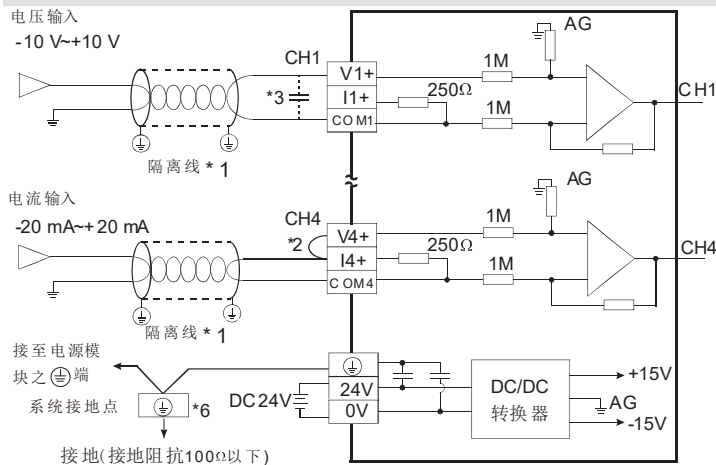 电压输入
-10 V~+10 V
CH1
*3
隔离线 * 1
V1+
I1+
COM1
250Ω
1M
1M
AG
CH1
电流输入
-20 mA~+20 mA
CH4
*2
隔离线 * 1
V4+
I4+
COM4
250Ω
1M
1M
AG
CH4
接至电源模
块之端
系统接地点
*6
接地(接地阻抗100Ω以下)
DC24V
24V
0V
DC/DC
转换器
+15V
AG
-15V